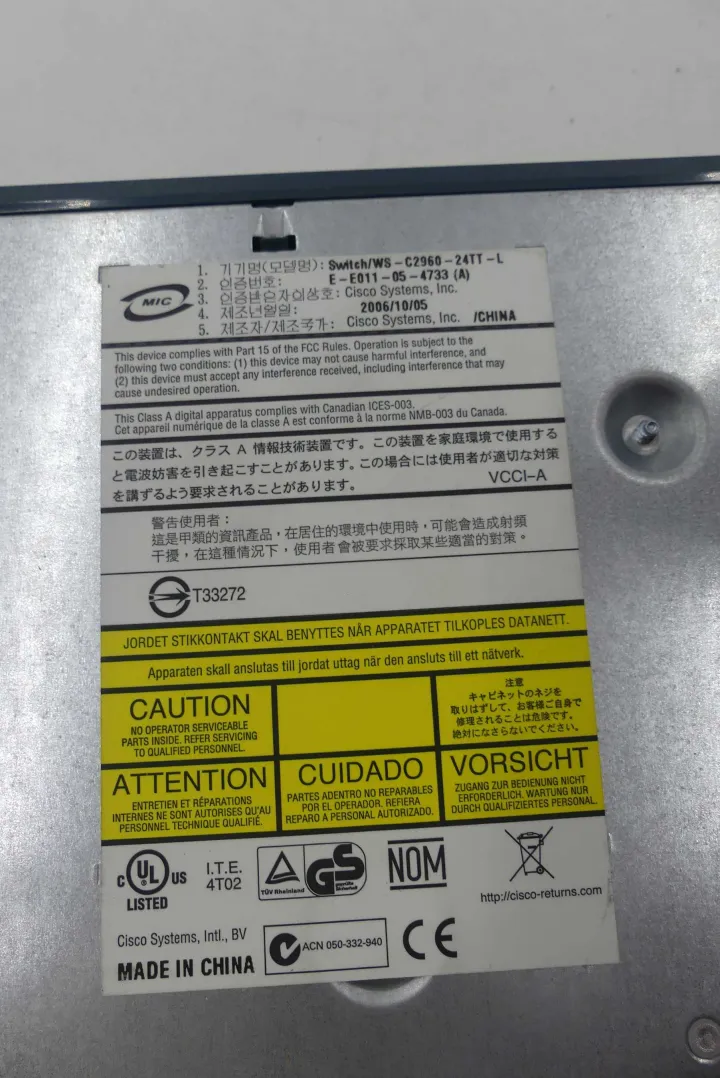 MIC
1. 기기명(모델명): Switch/WS-C2960-24TT-L
2. 인증번호: E-E011-05-4733 (A)
3. 인증받은자의상호: Cisco Systems, Inc.
4. 제조년월일: 2006/10/05
5. 제조자/제조국가: Cisco Systems, Inc. /CHINA
This device complies with Part 15 of the FCC Rules. Operation is subject to the
following two conditions: (1) this device may not cause harmful interference, and
(2) this device must accept any interference received, including interference that may
cause undesired operation.
This Class A digital apparatus complies with Canadian ICES-003.
Cet appareil numérique de la classe A est conforme à la norme NMB-003 du Canada.
この装置は、クラス A 情報技術装置です。この装置を家庭環境で使用する
と電波妨害を引き起こすことがあります。この場合には使用者が適切な対策
を講ずるよう要求されることがあります。 VCCI-A
警告使用者：
這是甲類的資訊產品，在居住的環境中使用時，可能會造成射頻
干擾，在這種情況下，使用者會被要求採取某些適當的對策。
T33272
JORDET STIKKONTAKT SKAL BENYTTES NÅR APPARATET TILKOPLES DATANETT.
Apparaten skall anslutas till jordat uttag når den ansluts till ett nätverk.
CAUTION
NO OPERATOR SERVICEABLE
PARTS INSIDE. REFER SERVICING
TO QUALIFIED PERSONNEL.
注意
キャビネットのネジを
取りはずして、お客様ご自身で
修理されることは危険です。
絶対になさらないでください。
ATTENTION
ENTRETIEN ET RÉPARATIONS
INTERNES NE SONT AUTORISES QU'AU
PERSONNEL TECHNIQUE QUALIFIÉ.
CUIDADO
PARTES ADENTRO NO REPARABLES
POR EL OPERADOR. REFIERA
REPARO A PERSONAL AUTORIZADO.
VORSICHT
ZUGANG ZUR BEDIENUNG NICHT
ERFORDERLICH. WARTUNG NUR
DURCH QUALIFIZIERTES PERSONAL.
C UL US
LISTED
I.T.E.
4T02
TÜV Rheinland
GS
geprüfte
Sicherheit
NOM
http://cisco-returns.com
Cisco Systems, Intl., BV
ACN 050-332-940
CE
MADE IN CHINA